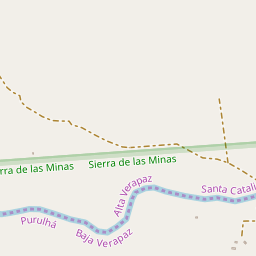 Sierra de las Minas
rra de las Minas
Alta Verapaz
Santa Catali
Purulhá
Baja Verapaz